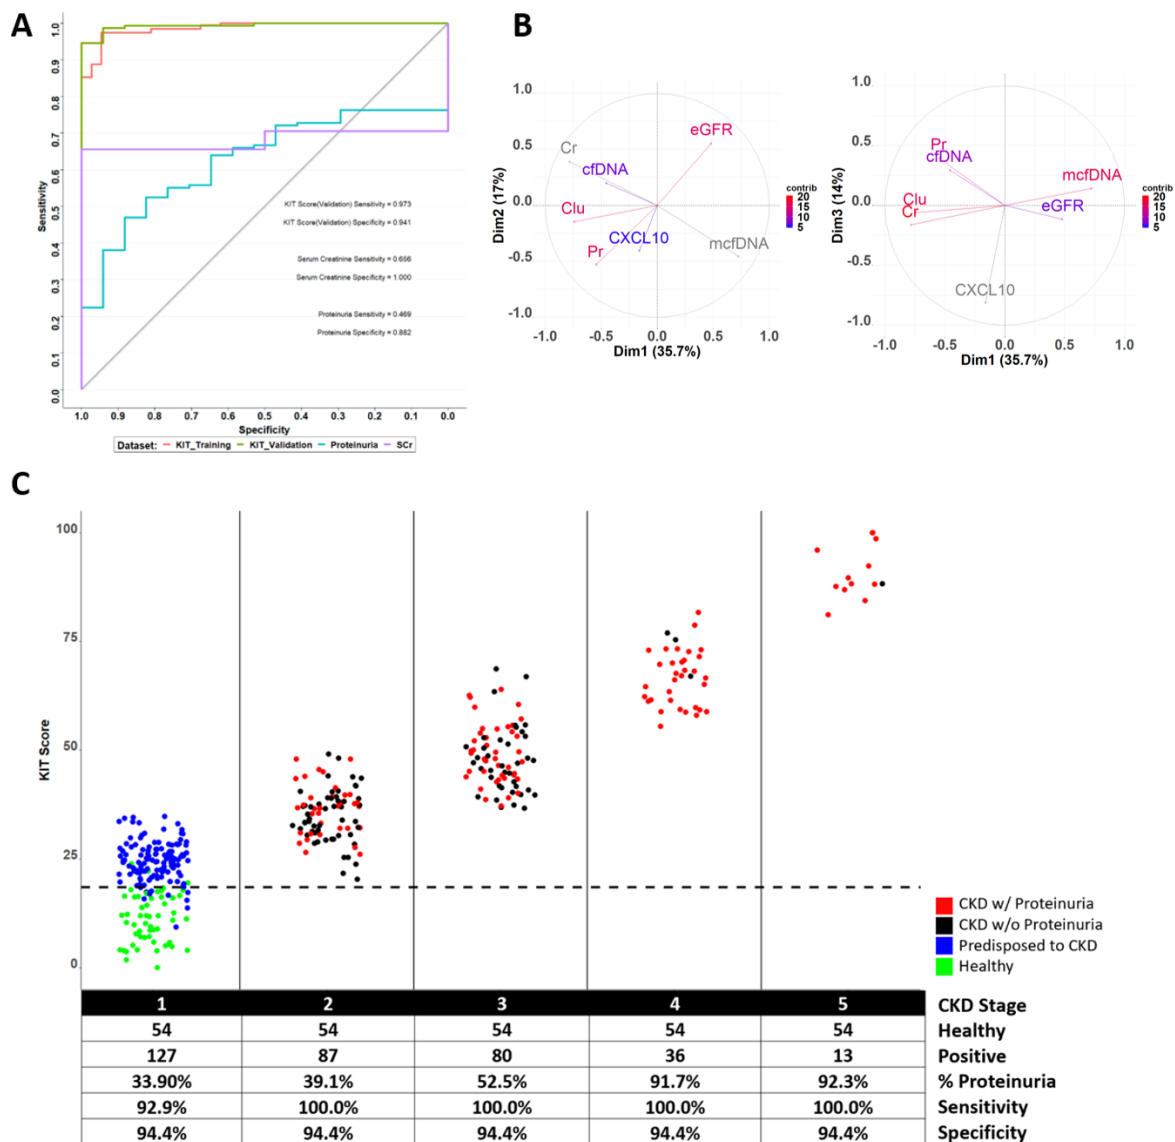 A
1.0
0.9
0.8
0.7
0.6
0.5
0.4
0.3
0.2
0.1
0.0
Sensitivity
KIT Score(Validation) Sensitivity = 0.973
KIT Score(Validation) Specificity = 0.941
Serum Creatinine Sensitivity = 0.656
Serum Creatinine Specificity = 1.000
Proteinuria Sensitivity = 0.469
Proteinuria Specificity = 0.882
1.0 0.9 0.8 0.7 0.6 0.5 0.4 0.3 0.2 0.1 0.0
Specificity
Dataset: KIT_Training KIT_Validation Proteinuria SCr
B
1.0
0.5
0.0
-0.5
-1.0
Dim2 (17%)
eGFR
Cr
cfDNA
Clu
CXCL10
Pr
mcfDNA
-1.0 -0.5 0.0 0.5 1.0
Dim1 (35.7%)
contrib
20
15
10
5
1.0
0.5
0.0
-0.5
-1.0
Dim3 (14%)
Pr
cfDNA
mcfDNA
Clu
Cr
eGFR
CXCL10
-1.0 -0.5 0.0 0.5 1.0
Dim1 (35.7%)
contrib
20
15
10
5
C
100
75
50
25
0
KIT Score
CKD w/ Proteinuria
CKD w/o Proteinuria
Predisposed to CKD
Healthy
1 2 3 4 5 CKD Stage
54 54 54 54 54 Healthy
127 87 80 36 13 Positive
33.90% 39.1% 52.5% 91.7% 92.3% % Proteinuria
92.9% 100.0% 100.0% 100.0% 100.0% Sensitivity
94.4% 94.4% 94.4% 94.4% 94.4% Specificity